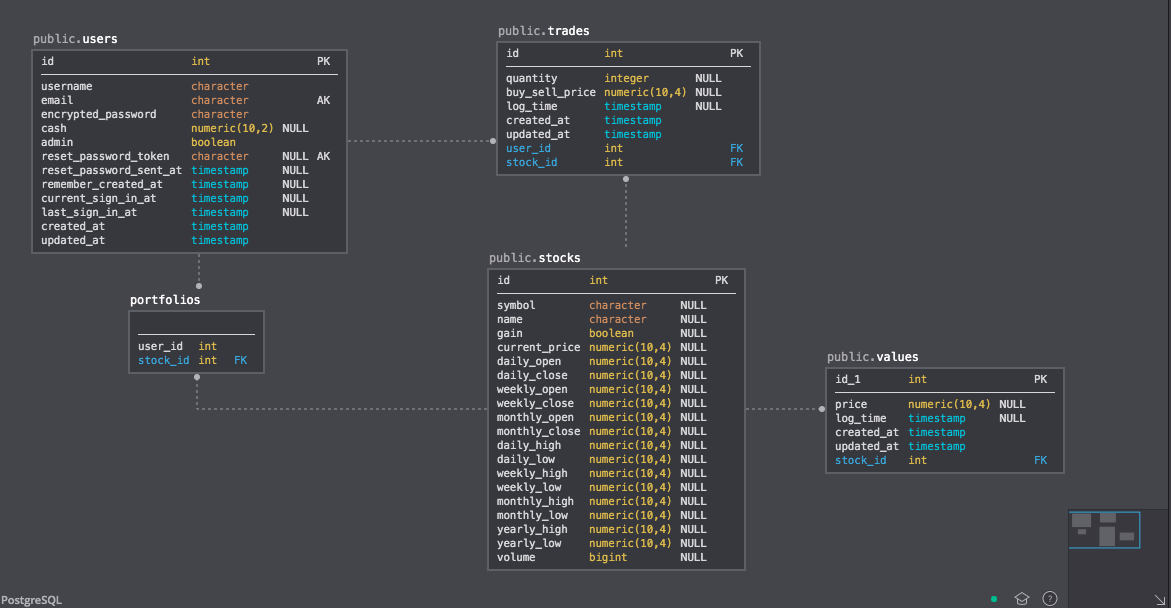 public.users
id int PK
username character
email character AK
encrypted_password character
cash numeric(10,2) NULL
admin boolean
reset_password_token character NULL AK
reset_password_sent_at timestamp NULL
remember_created_at timestamp NULL
current_sign_in_at timestamp NULL
last_sign_in_at timestamp NULL
created_at timestamp
updated_at timestamp
public.trades
id int PK
quantity integer NULL
buy_sell_price numeric(10,4) NULL
log_time timestamp NULL
created_at timestamp
updated_at timestamp
user_id int FK
stock_id int FK
portfolios
user_id int
stock_id int FK
public.stocks
id int PK
symbol character NULL
name character NULL
gain boolean NULL
current_price numeric(10,4) NULL
daily_open numeric(10,4) NULL
daily_close numeric(10,4) NULL
weekly_open numeric(10,4) NULL
weekly_close numeric(10,4) NULL
monthly_open numeric(10,4) NULL
monthly_close numeric(10,4) NULL
daily_high numeric(10,4) NULL
daily_low numeric(10,4) NULL
weekly_high numeric(10,4) NULL
weekly_low numeric(10,4) NULL
monthly_high numeric(10,4) NULL
monthly_low numeric(10,4) NULL
yearly_high numeric(10,4) NULL
yearly_low numeric(10,4) NULL
volume bigint NULL
public.values
id_1 int PK
price numeric(10,4) NULL
log_time timestamp NULL
created_at timestamp
updated_at timestamp
stock_id int FK
PostgreSQL
?